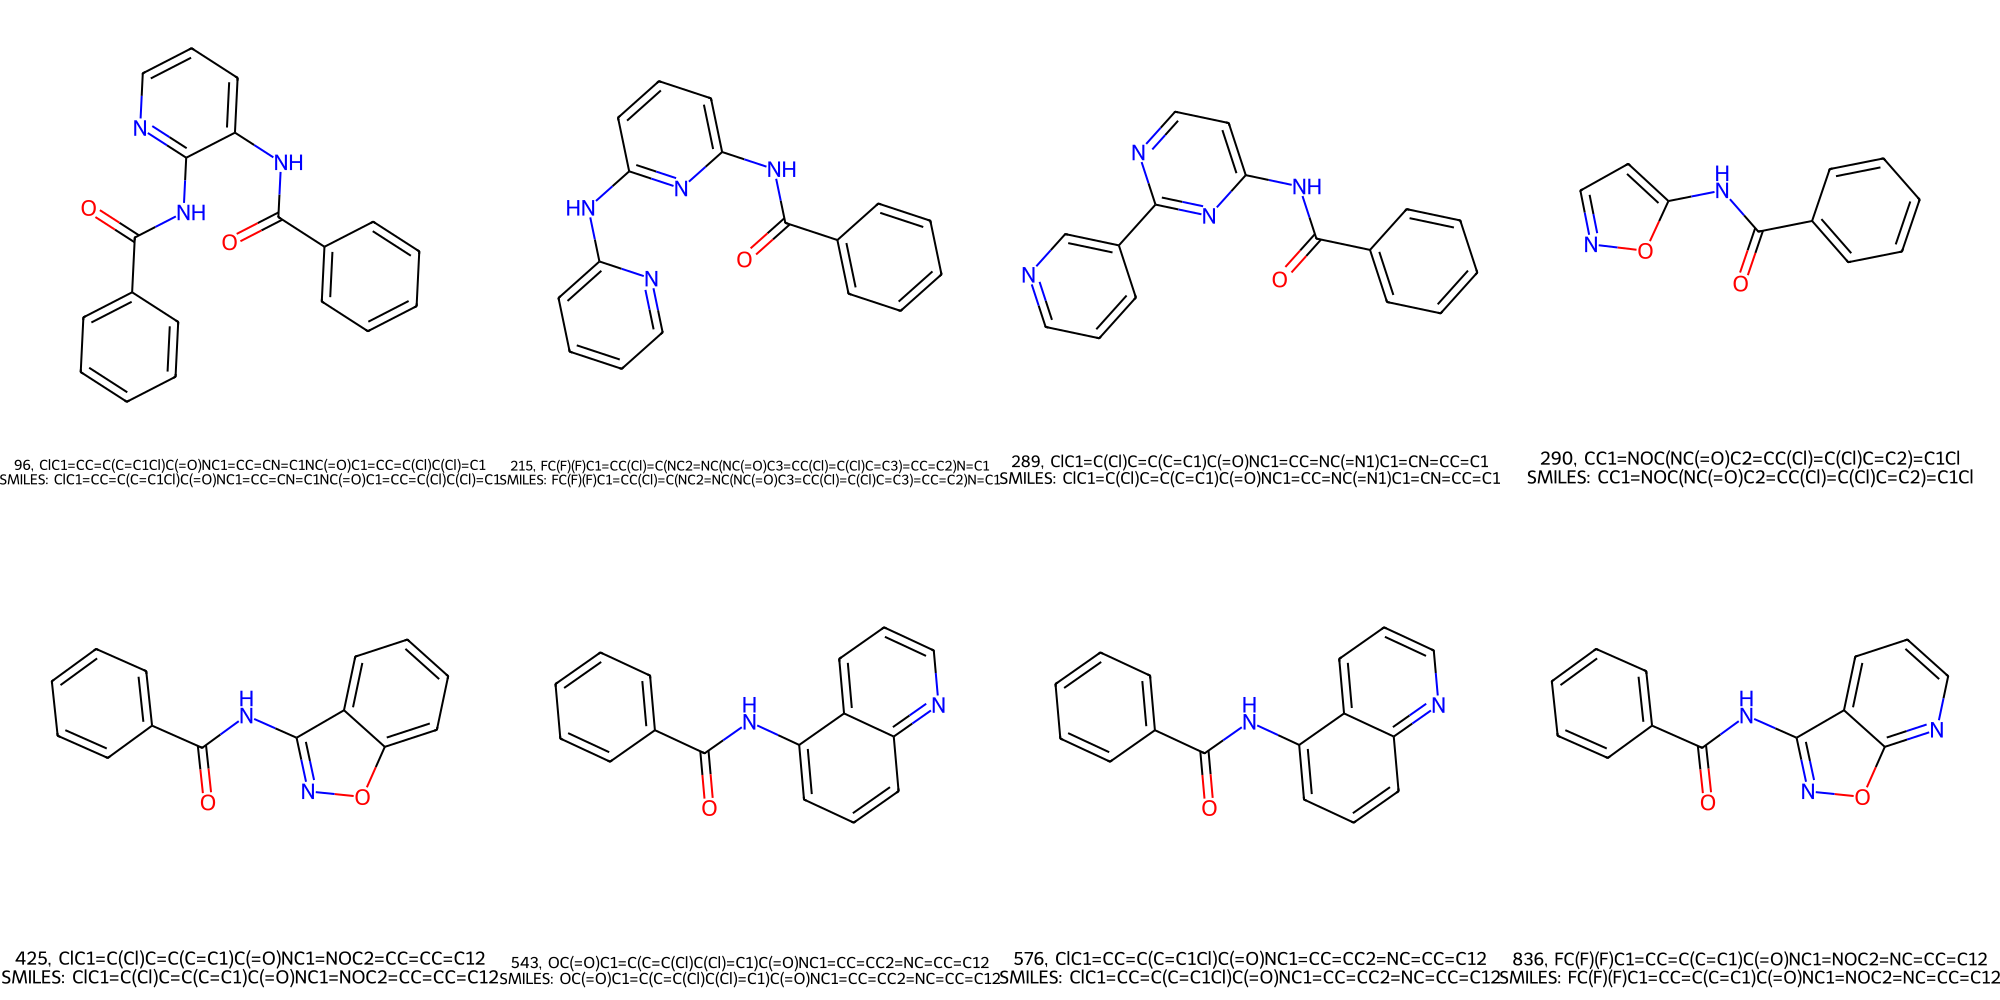 N
NH
O
NH
O
NH
N
HN
O
N
N
NH
N
N
O
H
N
N
O
O
96, ClC1=CC=C(C=C1Cl)C(=O)NC1=CC=CN=C1NC(=O)C1=CC=C(Cl)C(Cl)=C1
SMILES: ClC1=CC=C(C=C1Cl)C(=O)NC1=CC=CN=C1NC(=O)C1=CC=C(Cl)C(Cl)=C1
215, FC(F)(F)C1=CC(Cl)=C(NC2=NC(NC(=O)C3=CC(Cl)=C(Cl)C=C3)=CC=C2)N=C1
SMILES: FC(F)(F)C1=CC(Cl)=C(NC2=NC(NC(=O)C3=CC(Cl)=C(Cl)C=C3)=CC=C2)N=C1
289, ClC1=C(Cl)C=C(C=C1)C(=O)NC1=CC=NC(=N1)C1=CN=CC=C1
SMILES: ClC1=C(Cl)C=C(C=C1)C(=O)NC1=CC=NC(=N1)C1=CN=CC=C1
290, CC1=NOC(NC(=O)C2=CC(Cl)=C(Cl)C=C2)=C1Cl
SMILES: CC1=NOC(NC(=O)C2=CC(Cl)=C(Cl)C=C2)=C1Cl
H
N
N
O
O
H
N
N
O
H
N
N
O
H
N
N
N
O
O
425, ClC1=C(Cl)C=C(C=C1)C(=O)NC1=NOC2=CC=CC=C12
SMILES: ClC1=C(Cl)C=C(C=C1)C(=O)NC1=NOC2=CC=CC=C12
543, OC(=O)C1=C(C=C(Cl)C(Cl)=C1)C(=O)NC1=CC=CC2=NC=CC=C12
SMILES: OC(=O)C1=C(C=C(Cl)C(Cl)=C1)C(=O)NC1=CC=CC2=NC=CC=C12
576, ClC1=CC=C(C=C1Cl)C(=O)NC1=CC=CC2=NC=CC=C12
SMILES: ClC1=CC=C(C=C1Cl)C(=O)NC1=CC=CC2=NC=CC=C12
836, FC(F)(F)C1=CC=C(C=C1)C(=O)NC1=NOC2=NC=CC=C12
SMILES: FC(F)(F)C1=CC=C(C=C1)C(=O)NC1=NOC2=NC=CC=C12